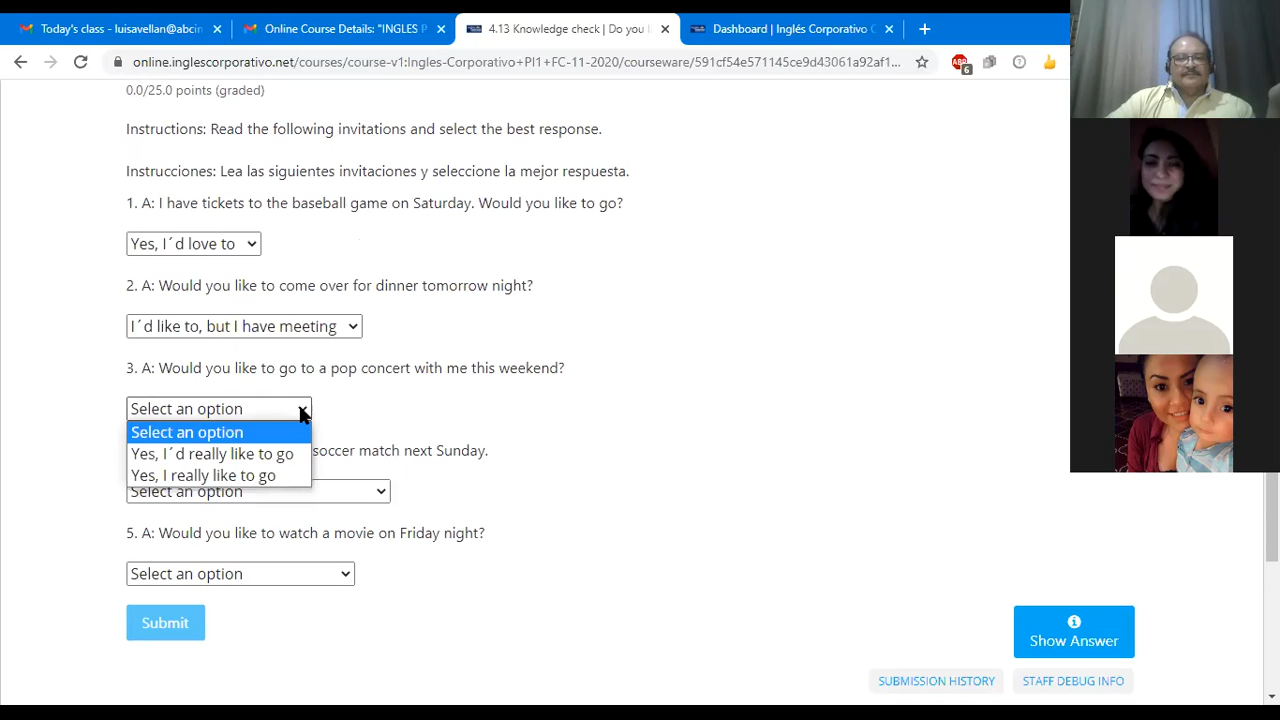 Today's class - luisavellan@abcin
Online Course Details: "INGLES P
4.13 Knowledge check | Do you l
Dashboard | Inglés Corporativo C
online.inglescorporativo.net/courses/course-v1:Ingles-Corporativo+PI1+FC-11-2020/courseware/591cf54e571145ce9d43061a92af1...
ABP
6
0.0/25.0 points (graded)
Instructions: Read the following invitations and select the best response.
Instrucciones: Lea las siguientes invitaciones y seleccione la mejor respuesta.
1. A: I have tickets to the baseball game on Saturday. Would you like to go?
Yes, I´d love to
2. A: Would you like to come over for dinner tomorrow night?
I´d like to, but I have meeting
3. A: Would you like to go to a pop concert with me this weekend?
Select an option
Select an option
Yes, I´d really like to go
soccer match next Sunday.
Yes, I really like to go
Select an option
5. A: Would you like to watch a movie on Friday night?
Select an option
Submit
Show Answer
SUBMISSION HISTORY
STAFF DEBUG INFO